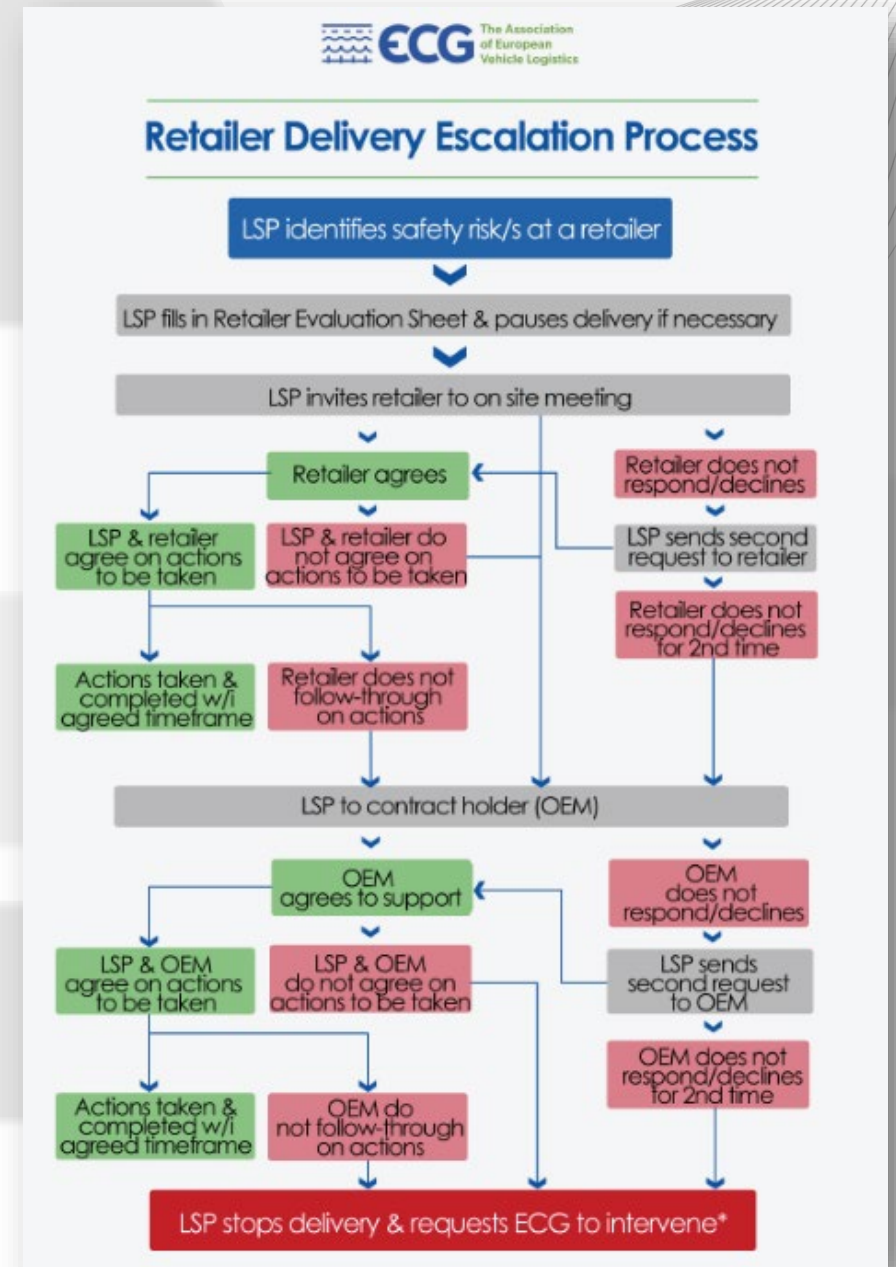 ECG
The Association
of European
Vehicle Logistics
Retailer Delivery Escalation Process
LSP identifies safety risk/s at a retailer
LSP fills in Retailer Evaluation Sheet & pauses delivery if necessary
LSP invites retailer to on site meeting
Retailer agrees
Retailer does not
respond/declines
LSP & retailer
agree on actions
to be taken
LSP & retailer do
not agree on
actions to be taken
LSP sends second
request to retailer
Retailer does not
respond/declines
for 2nd time
Actions taken &
completed w/i
agreed timeframe
Retailer does not
follow-through
on actions
LSP to contract holder (OEM)
OEM
agrees to support
OEM
does not
respond/declines
LSP & OEM
agree on actions
to be taken
LSP & OEM
do not agree on
actions to be taken
LSP sends
second request
to OEM
OEM does not
respond/declines
for 2nd time
Actions taken &
completed w/i
agreed timeframe
OEM do
not follow-through
on actions
LSP stops delivery & requests ECG to intervene*